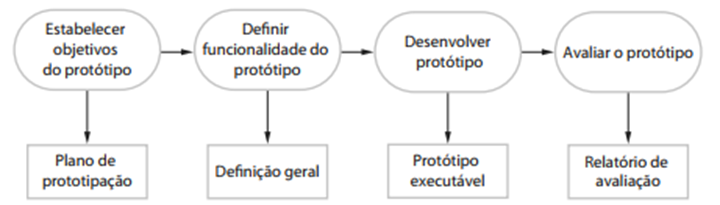 Estabelecer
objetivos
do protótipo
Definir
funcionalidade do
protótipo
Desenvolver
protótipo
Avaliar o protótipo
Plano de
prototipação
Definição geral
Protótipo
executável
Relatório de
avaliação